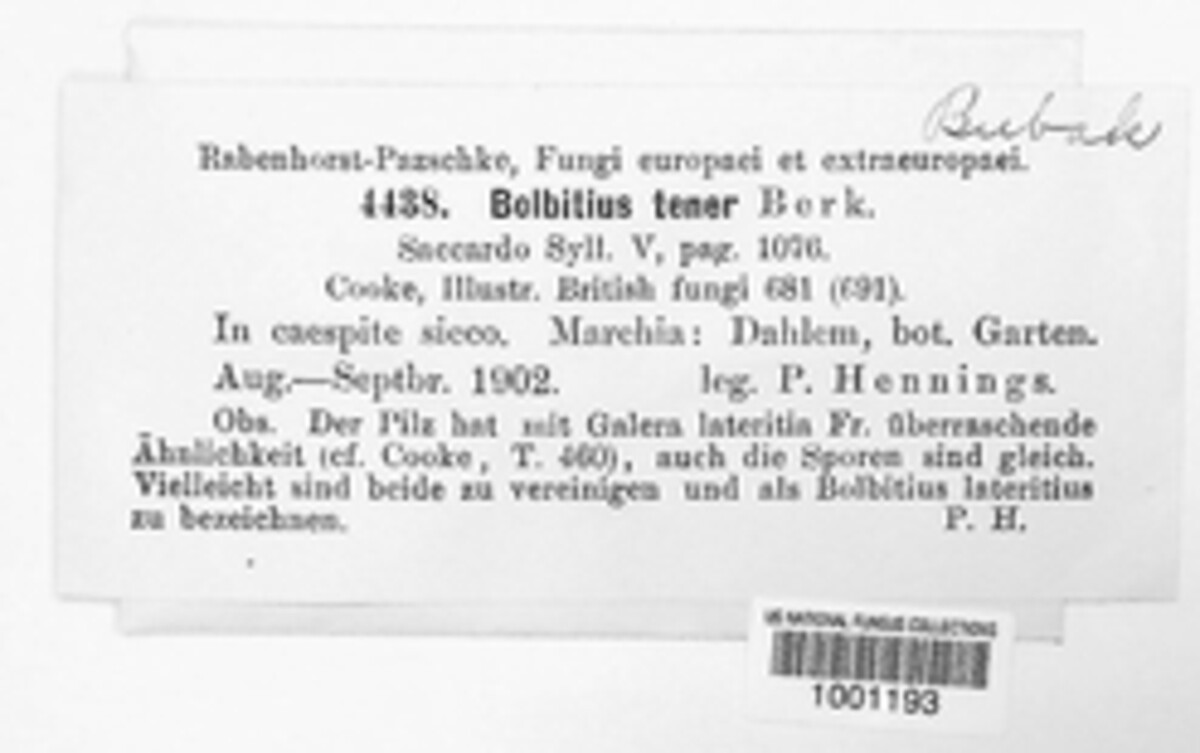 Bubak
Rabenhorst-Pazschke, Fungi europaei et extraeuropaei.
4438. Bolbitius tener Berk.
Saccardo Syll. V, pag. 1076.
Cooke, Illustr. British fungi 681 (691).
In caespite sicco. Marchia: Dahlem, bot. Garten.
Aug.—Septbr. 1902. leg. P. Hennings.
Obs. Der Pilz hat mit Galera lateritia Fr. überraschende
Ähnlichkeit (cf. Cooke, T. 460), auch die Sporen sind gleich.
Vielleicht sind beide zu vereinigen und als Bolbitius lateritius
zu bezeichnen. P. H.
US NATIONAL FUNGUS COLLECTIONS
1001193